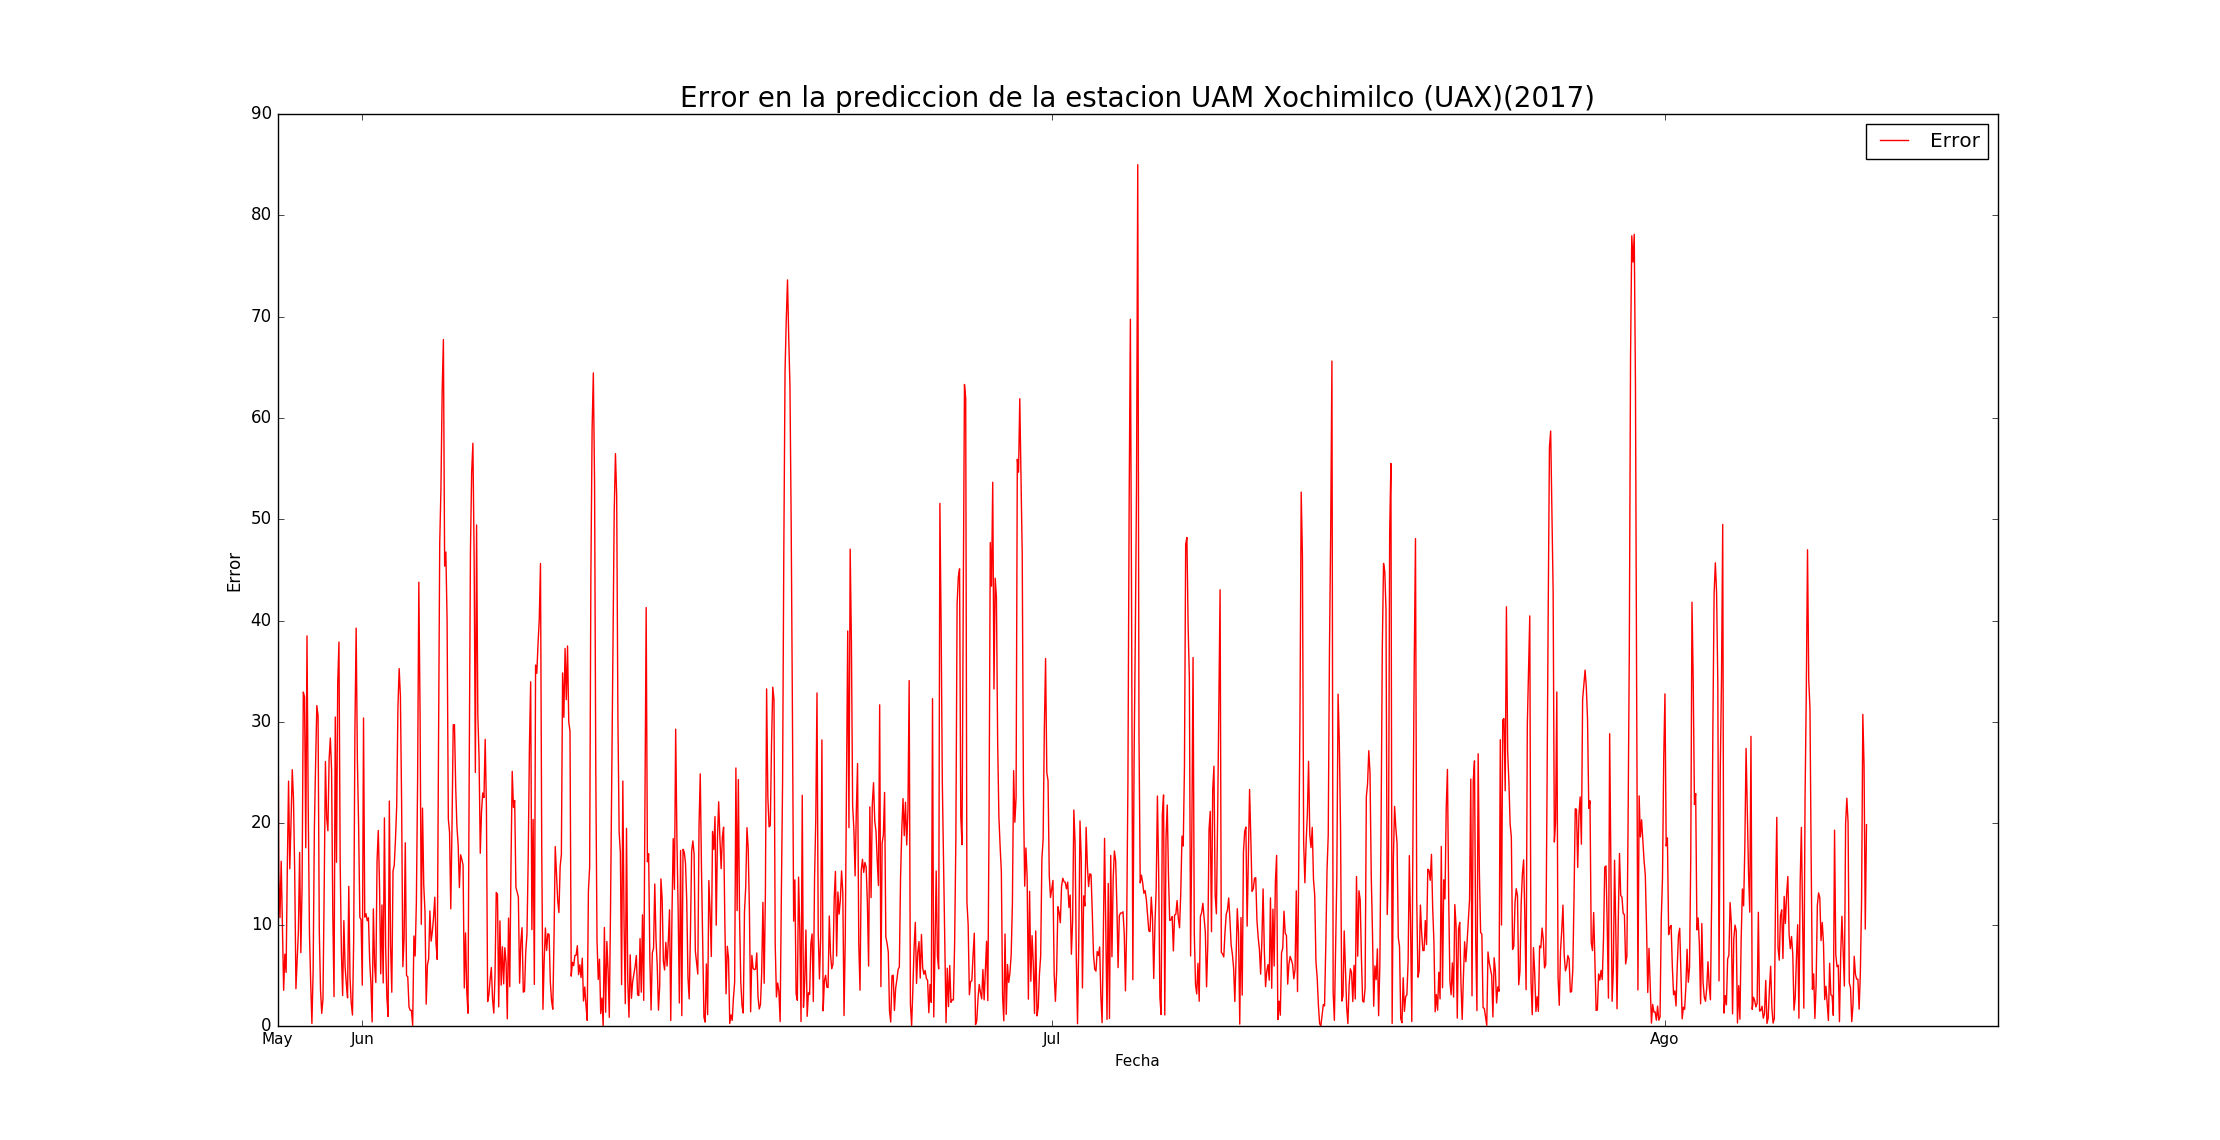 Error en la prediccion de la estacion UAM Xochimilco (UAX)(2017)
90
Error
80
70
60
50
Error
40
30
20
10
0
May Jun Jul Ago
Fecha